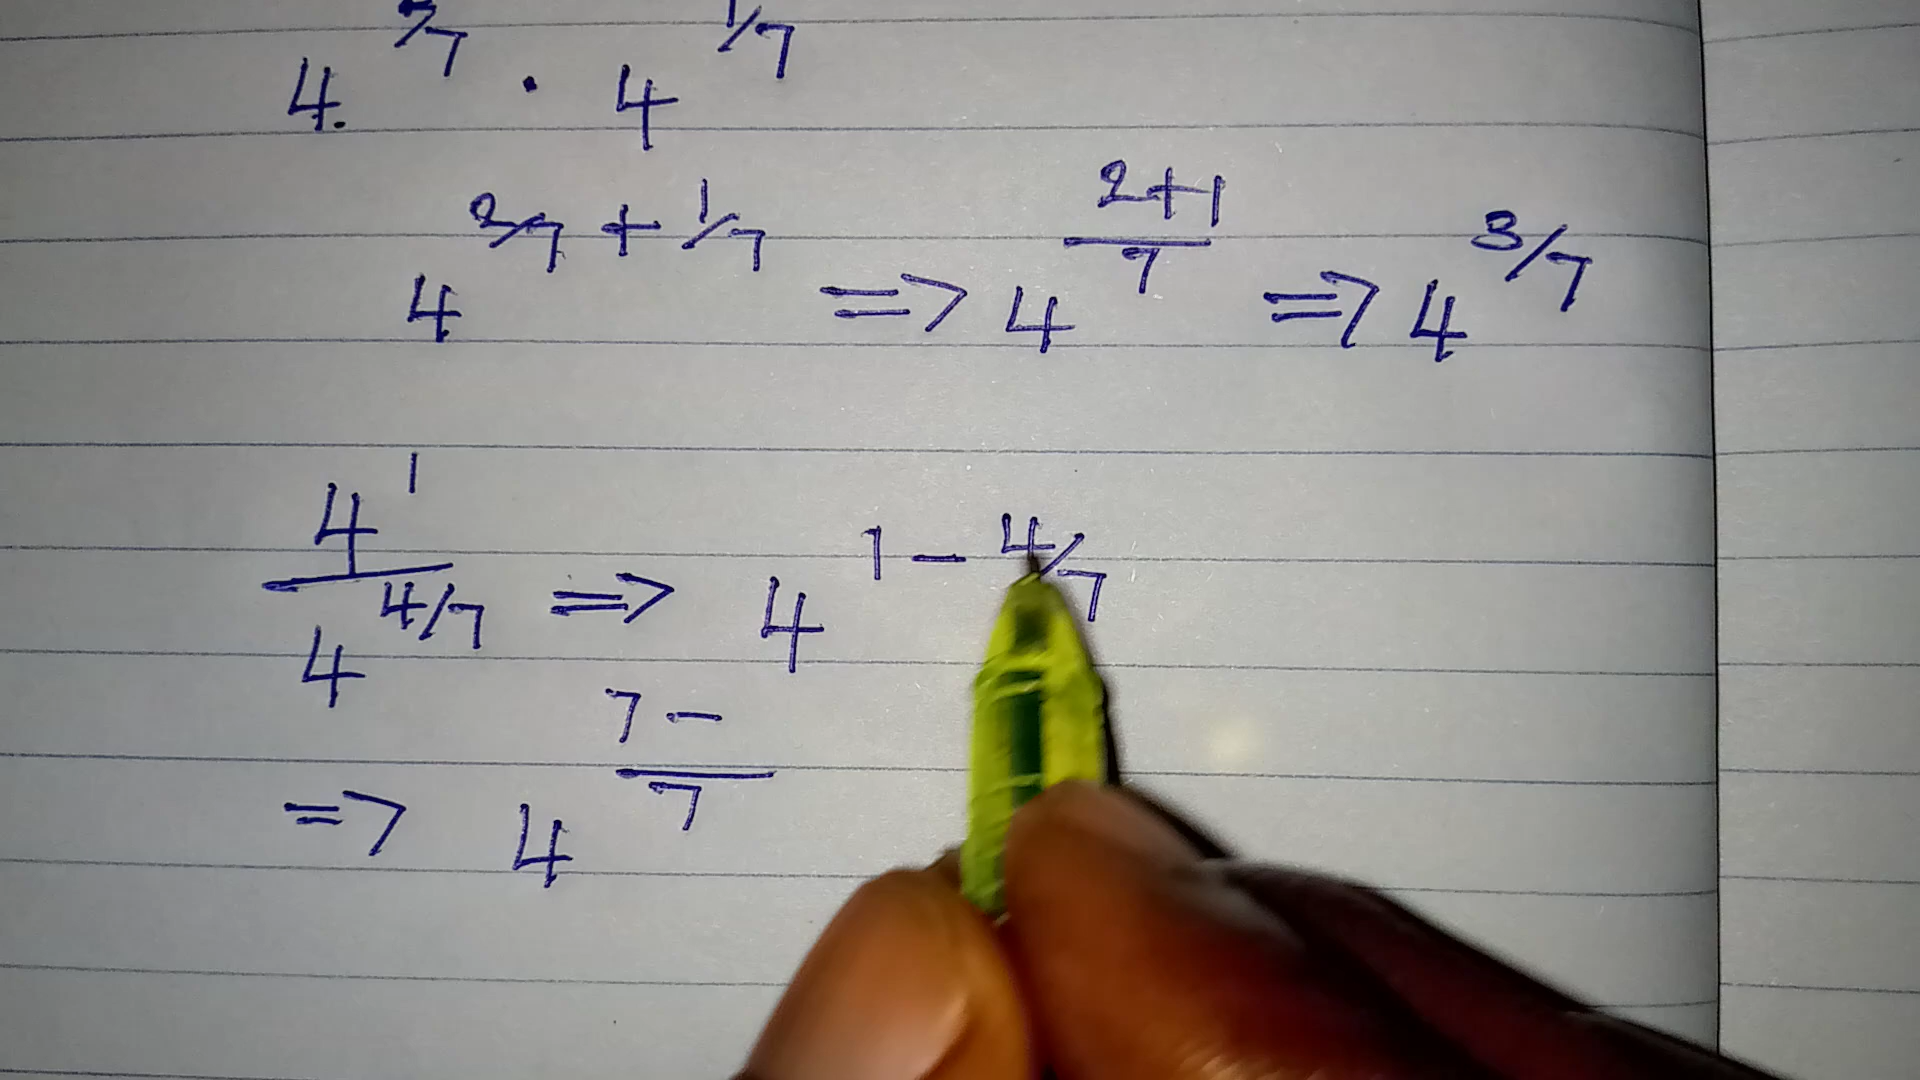 4^2/7 · 4^1/7
4^2/7 + 1/7 => 4^(2+1)/7 => 4^3/7
4^1 / 4^4/7 => 4^1 - 4/7
=> 4^(7 - )/7